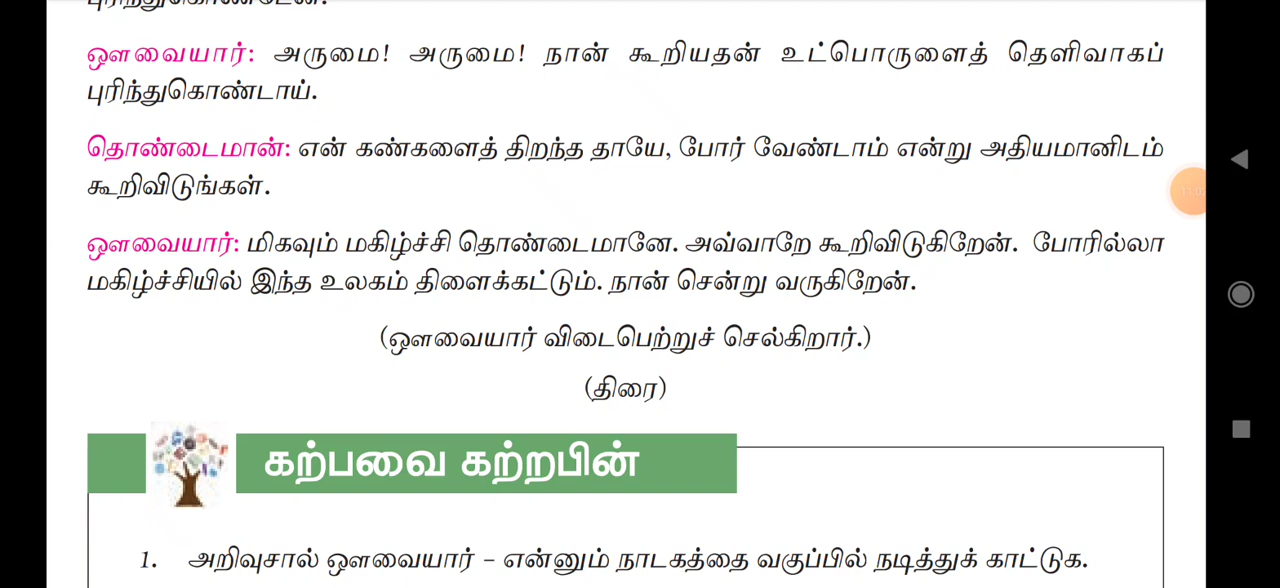 புரிந்துகொண்டேன்.
ஔவையார்: அருமை! அருமை! நான் கூறியதன் உட்பொருளைத் தெளிவாகப்
புரிந்துகொண்டாய்.
தொண்டைமான்: என் கண்களைத் திறந்த தாயே, போர் வேண்டாம் என்று அதியமானிடம்
கூறிவிடுங்கள்.
ஔவையார்: மிகவும் மகிழ்ச்சி தொண்டைமானே. அவ்வாறே கூறிவிடுகிறேன். போரில்லா
மகிழ்ச்சியில் இந்த உலகம் திளைக்கட்டும். நான் சென்று வருகிறேன்.
(ஔவையார் விடைபெற்றுச் செல்கிறார்.)
(திரை)
கற்பவை கற்றபின்
1. அறிவுசால் ஔவையார் – என்னும் நாடகத்தை வகுப்பில் நடித்துக் காட்டுக.